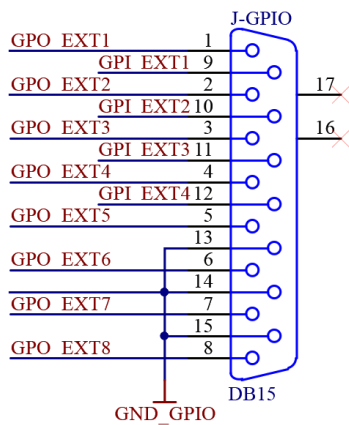 J-GPIO
GPO_EXT1 1
GPI_EXT1 9
GPO_EXT2 2 17
GPI_EXT2 10
GPO_EXT3 3 16
GPI_EXT3 11
GPO_EXT4 4
GPI_EXT4 12
GPO_EXT5 5
13
GPO_EXT6 6
14
GPO_EXT7 7
15
GPO_EXT8 8
DB15
GND_GPIO